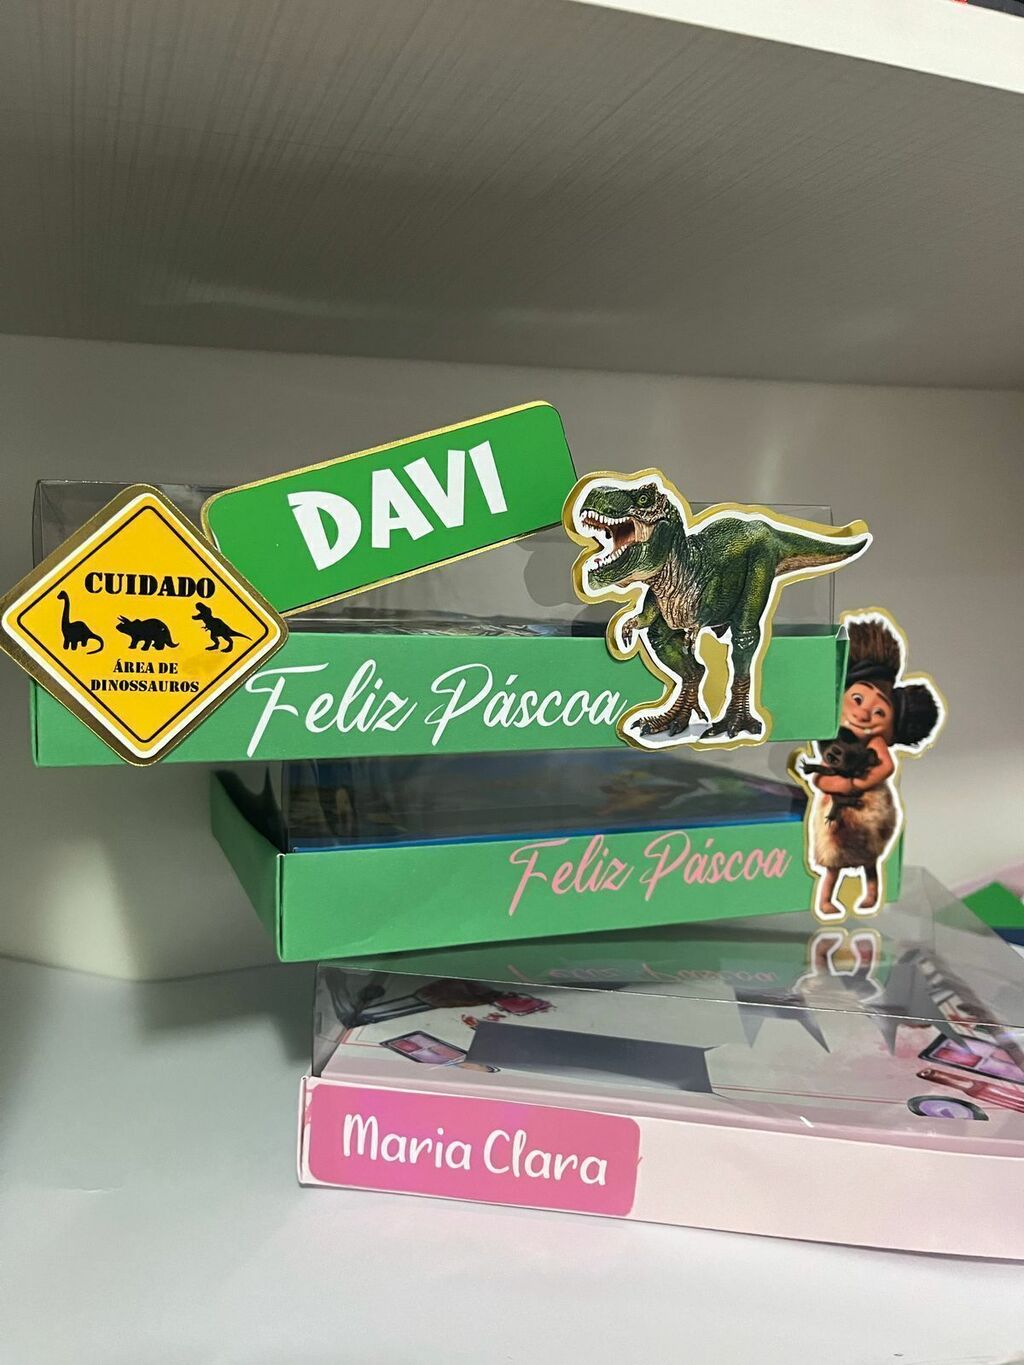 DAVI
CUIDADO
ÁREA DE
DINOSSAUROS
Feliz Páscoa
Feliz Páscoa
Maria Clara